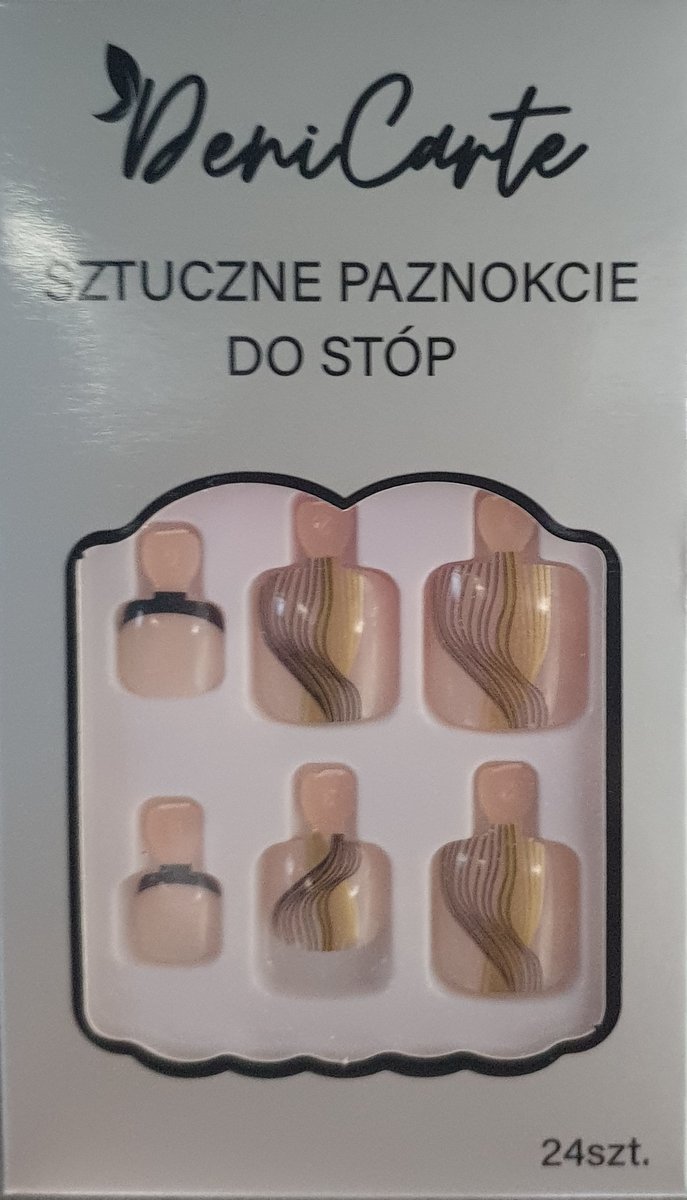 DeniCarte
SZTUCZNE PAZNOKCIE
DO STÓP
24szt.